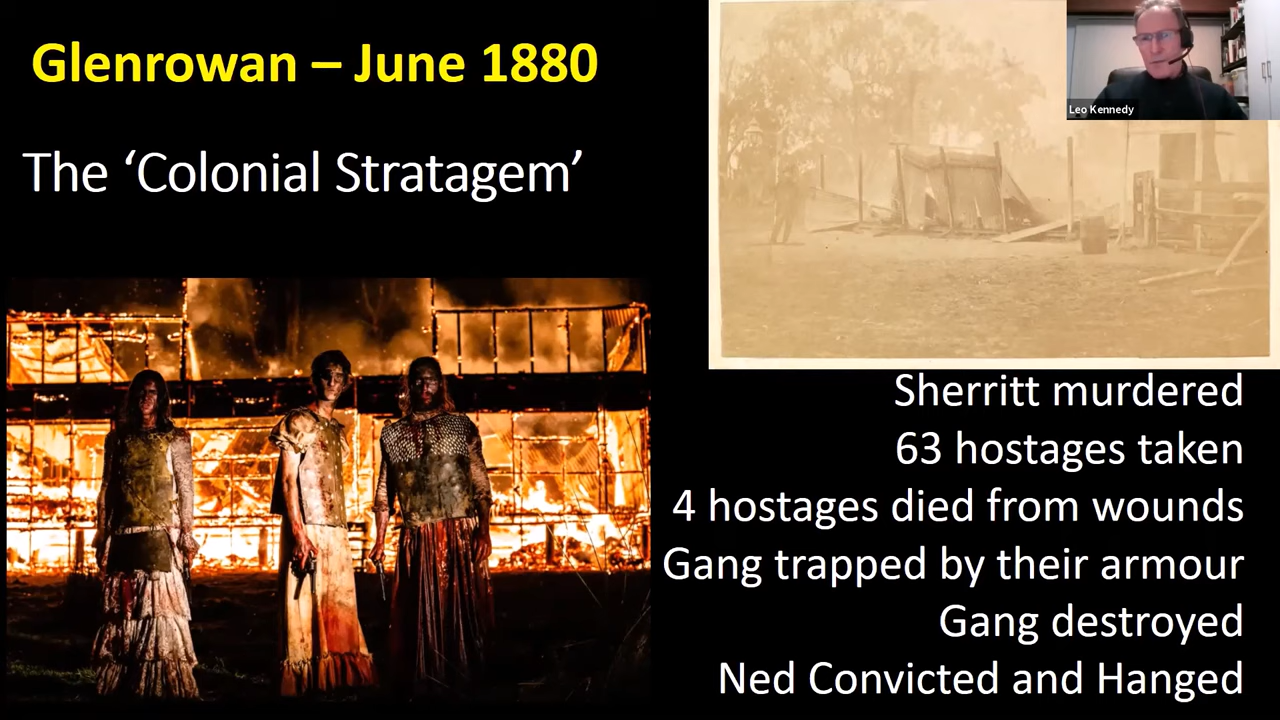 Glenrowan – June 1880
The ‘Colonial Stratagem’
Leo Kennedy
Sherritt murdered
63 hostages taken
4 hostages died from wounds
Gang trapped by their armour
Gang destroyed
Ned Convicted and Hanged